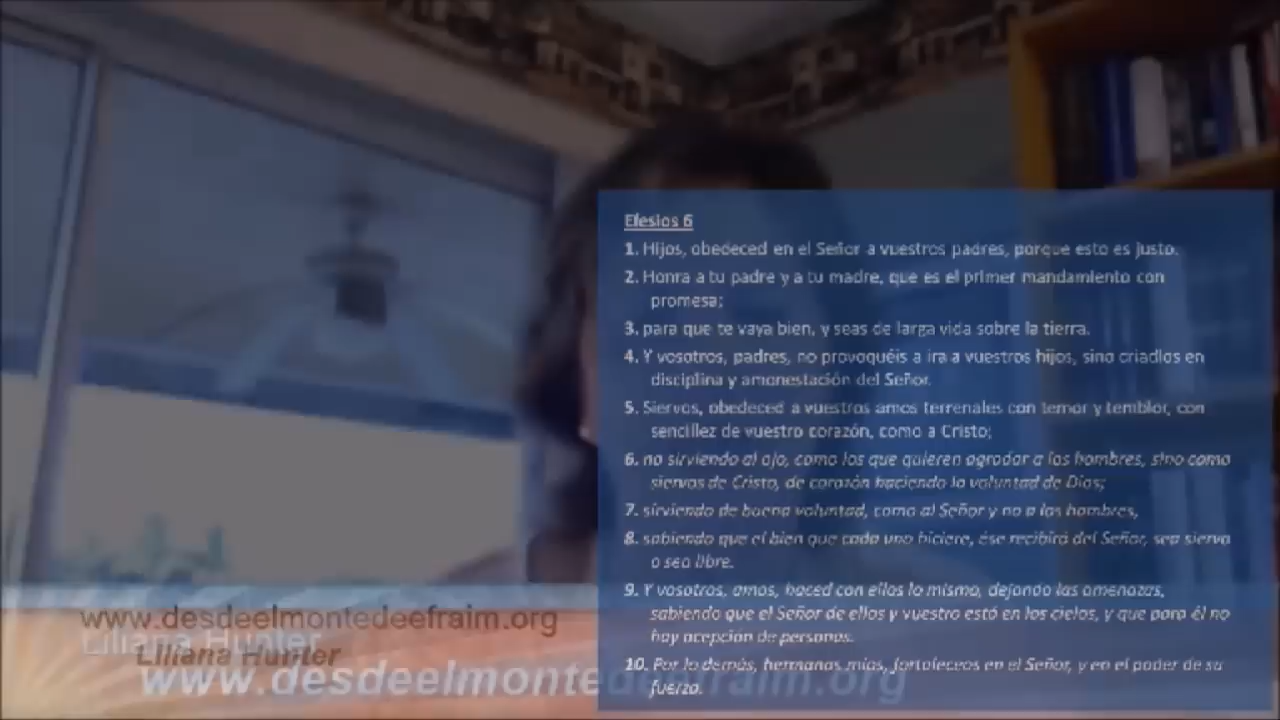 Efesios 6
1. Hijos, obedeced en el Señor a vuestros padres, porque esto es justo.
2. Honra a tu padre y a tu madre, que es el primer mandamiento con
promesa;
3. para que te vaya bien, y seas de larga vida sobre la tierra.
4. Y vosotros, padres, no provoquéis a ira a vuestros hijos, sino criadlos en
disciplina y amonestación del Señor.
5. Siervos, obedeced a vuestros amos terrenales con temor y temblor, con
sencillez de vuestro corazón, como a Cristo;
6. no sirviendo al ojo, como los que quieren agradar a los hombres, sino como
siervos de Cristo, de corazón haciendo la voluntad de Dios;
7. sirviendo de buena voluntad, como al Señor y no a los hombres,
8. sabiendo que el bien que cada uno hiciere, ése recibirá del Señor, sea siervo
o sea libre.
9. Y vosotros, amos, haced con ellos lo mismo, dejando las amenazas,
sabiendo que el Señor de ellos y vuestro está en los cielos, y que para él no
hay acepción de personas.
10. Por lo demás, hermanos míos, fortaleceos en el Señor, y en el poder de su
fuerza.
www.desdeelmontedeefraim.org
Liliana Hunter
Liliana Hunter
www.desdeelmontedeefraim.org